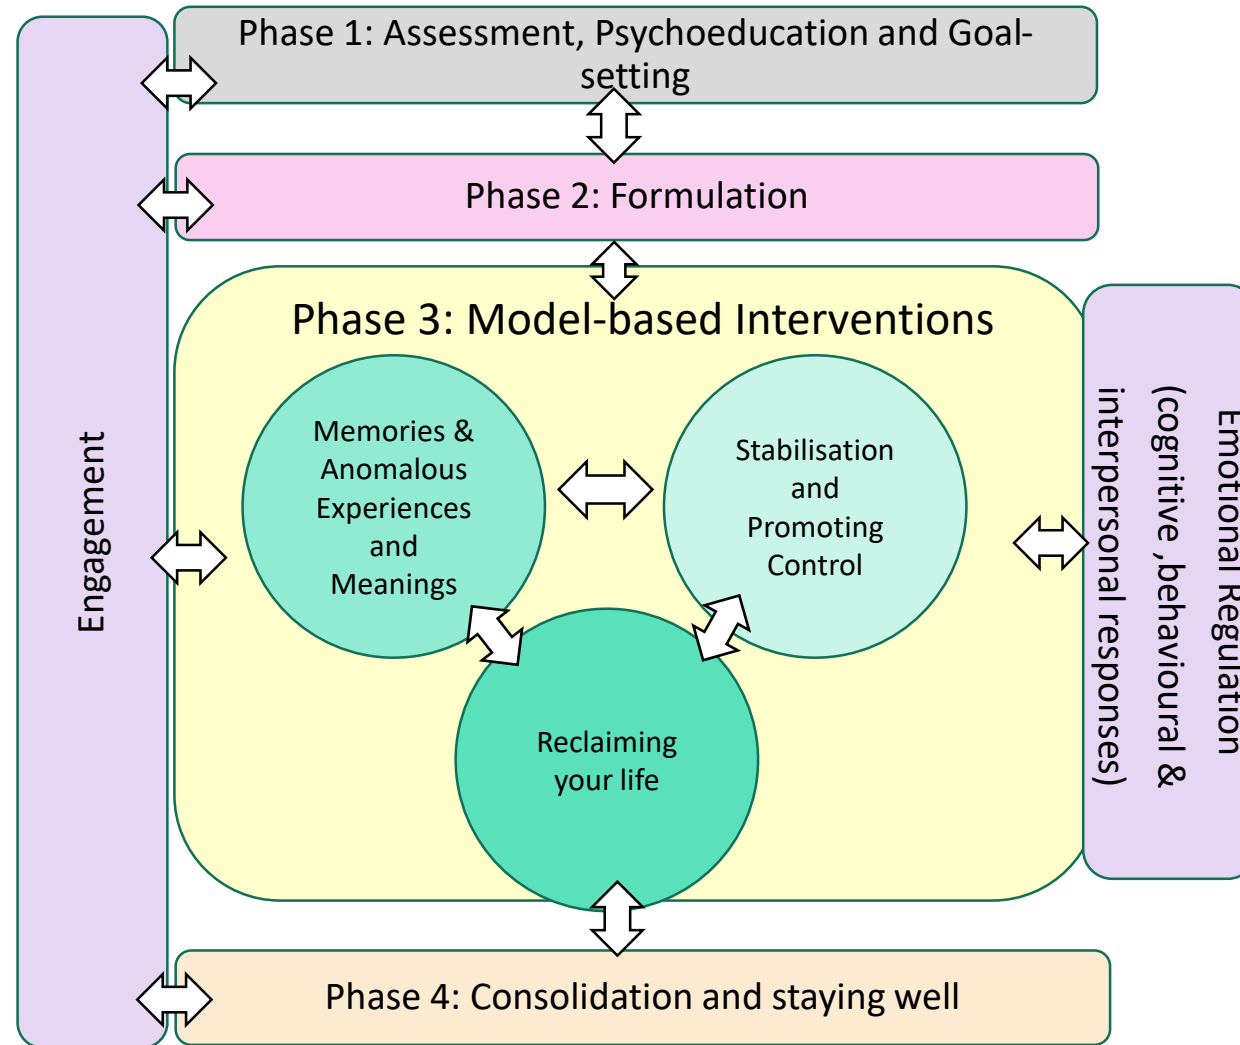 Phase 1: Assessment, Psychoeducation and Goal-
setting
Phase 2: Formulation
Engagement
Phase 3: Model-based Interventions
Memories &
Anomalous
Experiences
and
Meanings
Stabilisation
and
Promoting
Control
Reclaiming
your life
Emotional Regulation
(cognitive ,behavioural &
interpersonal responses)
Phase 4: Consolidation and staying well